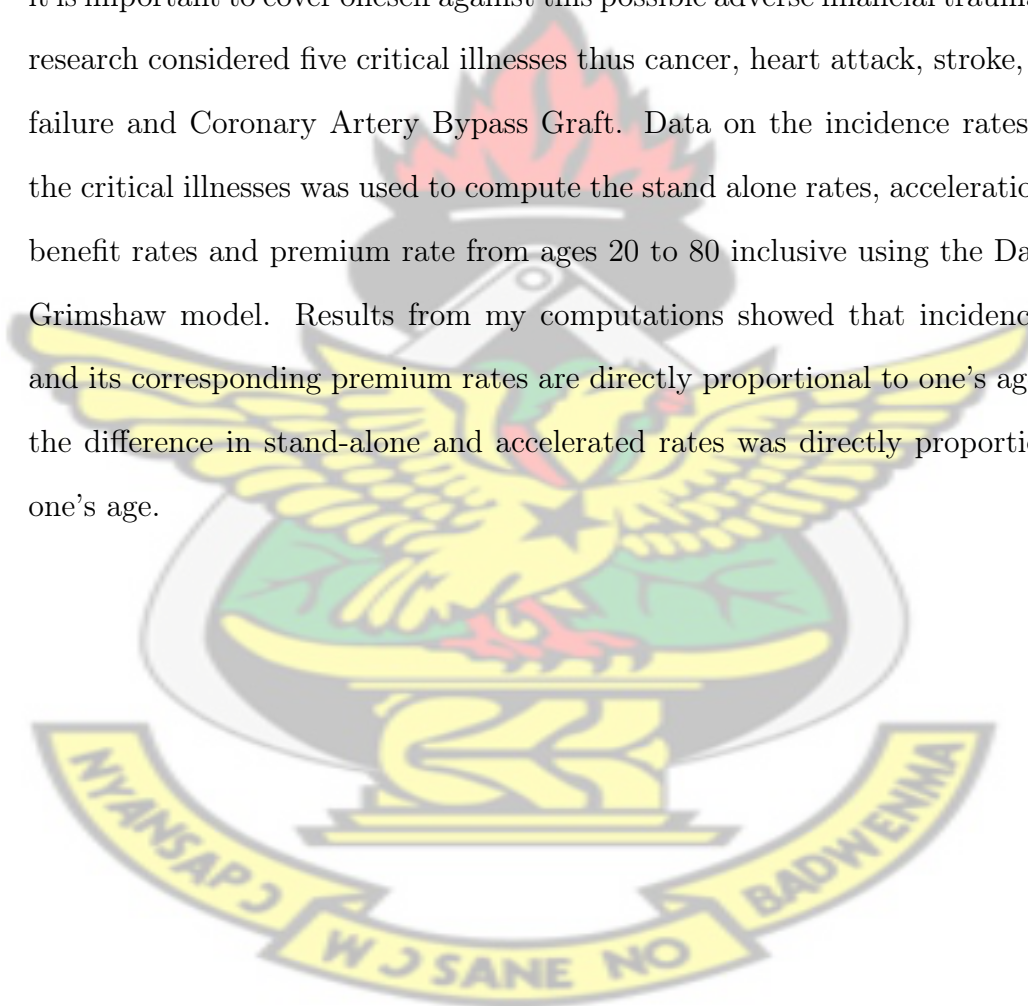 It is important to cover oneself against this possible adverse financial trauma
research considered five critical illnesses thus cancer, heart attack, stroke,
failure and Coronary Artery Bypass Graft. Data on the incidence rates
the critical illnesses was used to compute the stand alone rates,
benefit rates and premium rate from ages 20 to 80 inclusive using the
Grimshaw model. Results from my computations showed that
and its corresponding premium rates are directly proportional to one's
the difference in stand-alone and accelerated rates was directly
one's age.
NYANSAPƆ
WƆSANE NO
BADWENMA